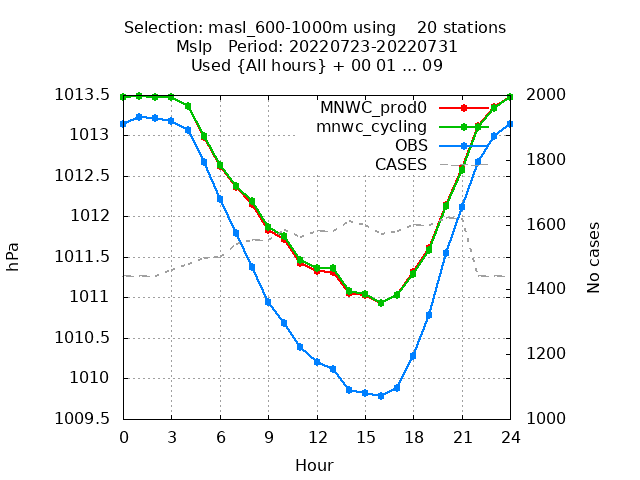 Selection: masl_600-1000m using    20 stations
Mslp   Period: 20220723-20220731
Used {All hours} + 00 01 ... 09
MNWC_prod0
mnwc_cycling
OBS
CASES
1013.5
1013
1012.5
1012
1011.5
1011
1010.5
1010
1009.5
hPa
2000
1800
1600
1400
1200
1000
No cases
0 3 6 9 12 15 18 21 24
Hour